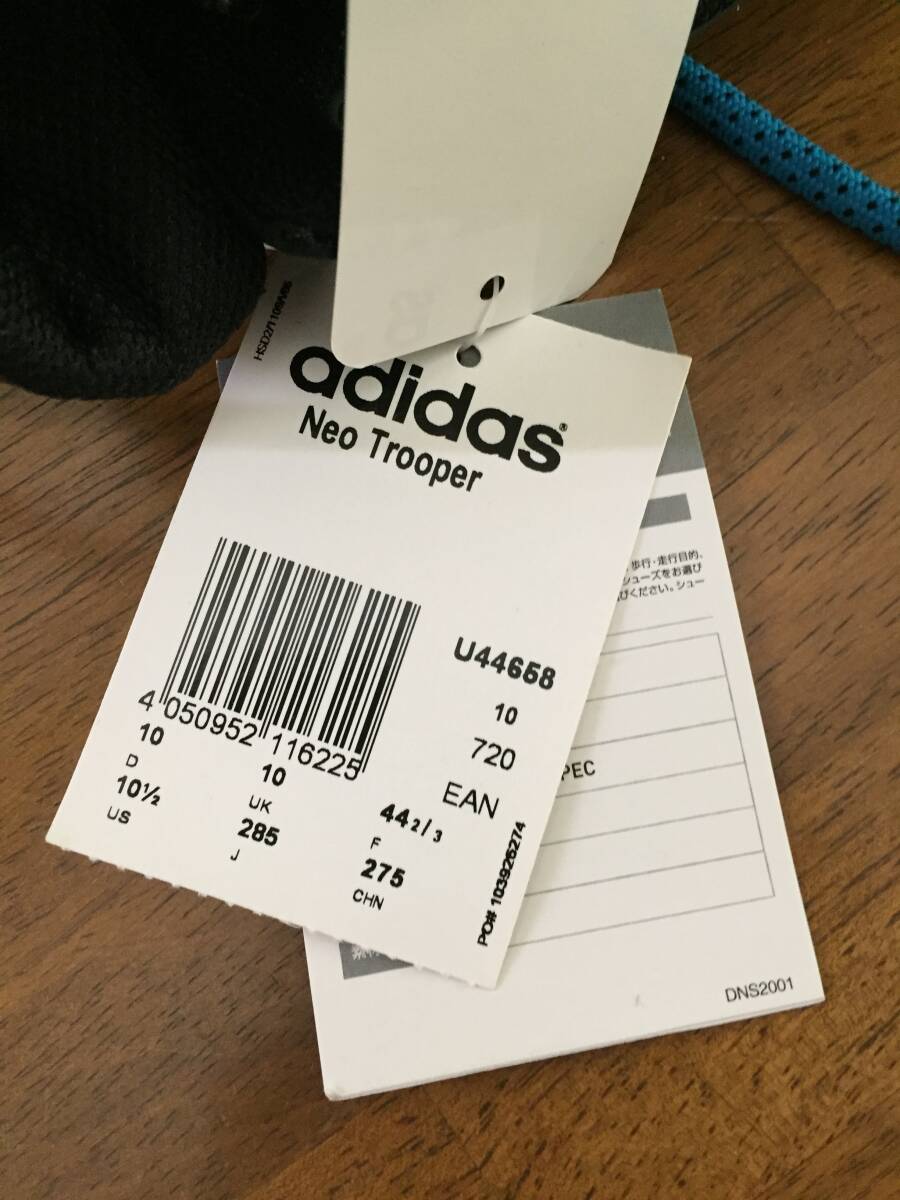 adidas®
Neo Trooper
U44658
10
720
EAN
4 050952 116225
10
D
10
UK
44 2/3
F
10½
US
285
J
275
CHN
PO# 103926274
歩行・走行目的、
シューズをお選び
びください。シュー
PEC
DNS2001